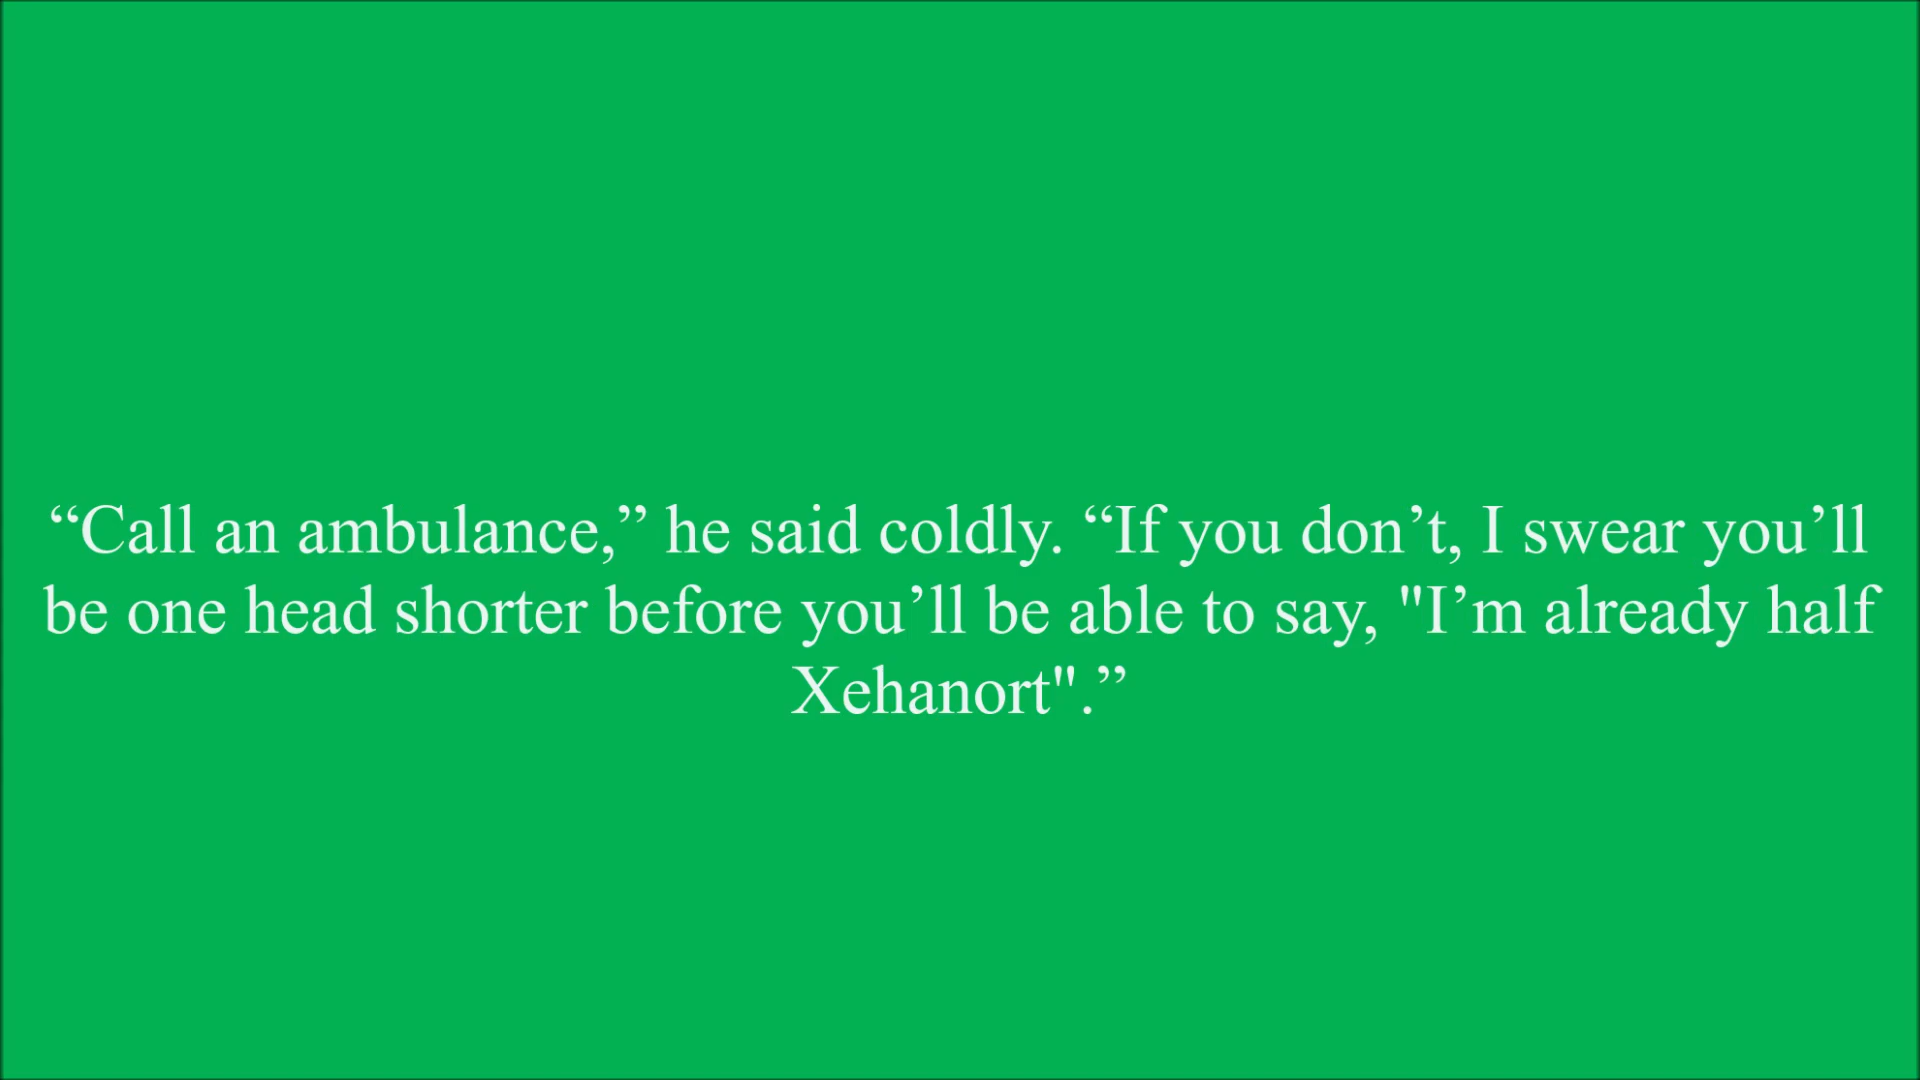 “Call an ambulance,” he said coldly. “If you don’t, I swear you’ll
be one head shorter before you’ll be able to say, "I’m already half
Xehanort".”